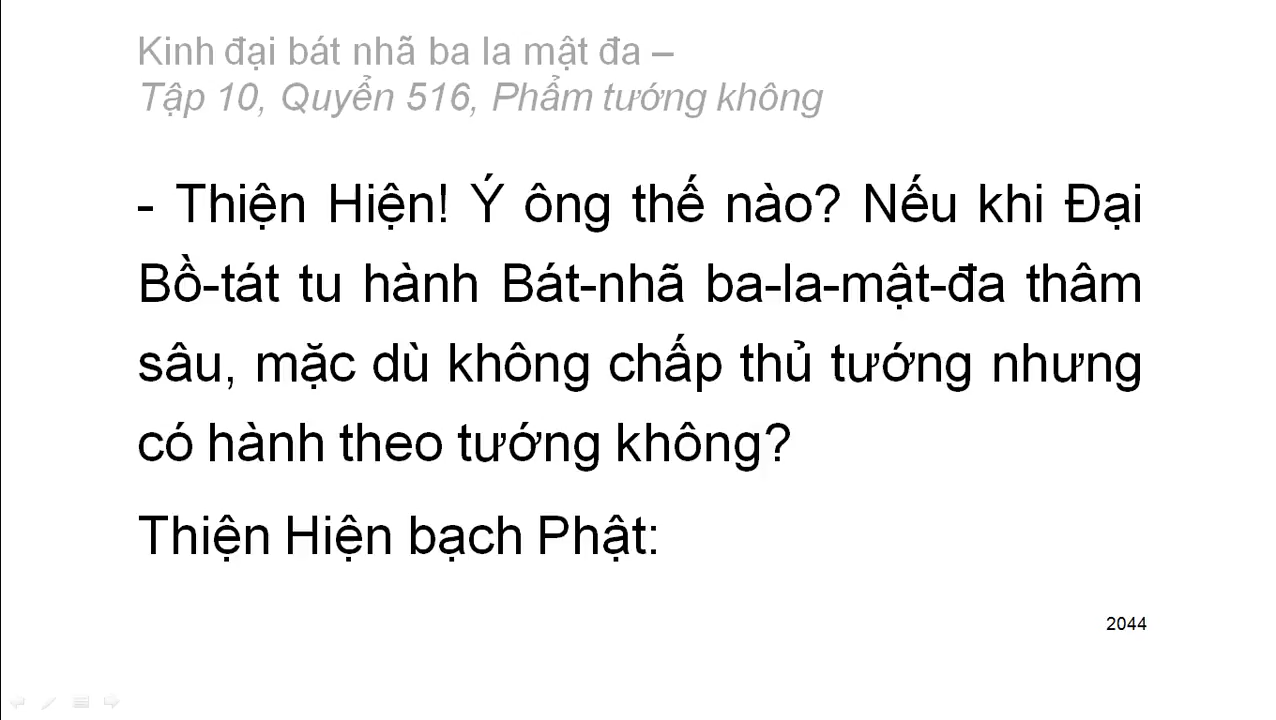 Kinh đại bát nhã ba la mật đa –
Tập 10, Quyển 516, Phẩm tướng không
- Thiện Hiện! Ý ông thế nào? Nếu khi Đại
Bồ-tát tu hành Bát-nhã ba-la-mật-đa thâm
sâu, mặc dù không chấp thủ tướng nhưng
có hành theo tướng không?
Thiện Hiện bạch Phật:
2044